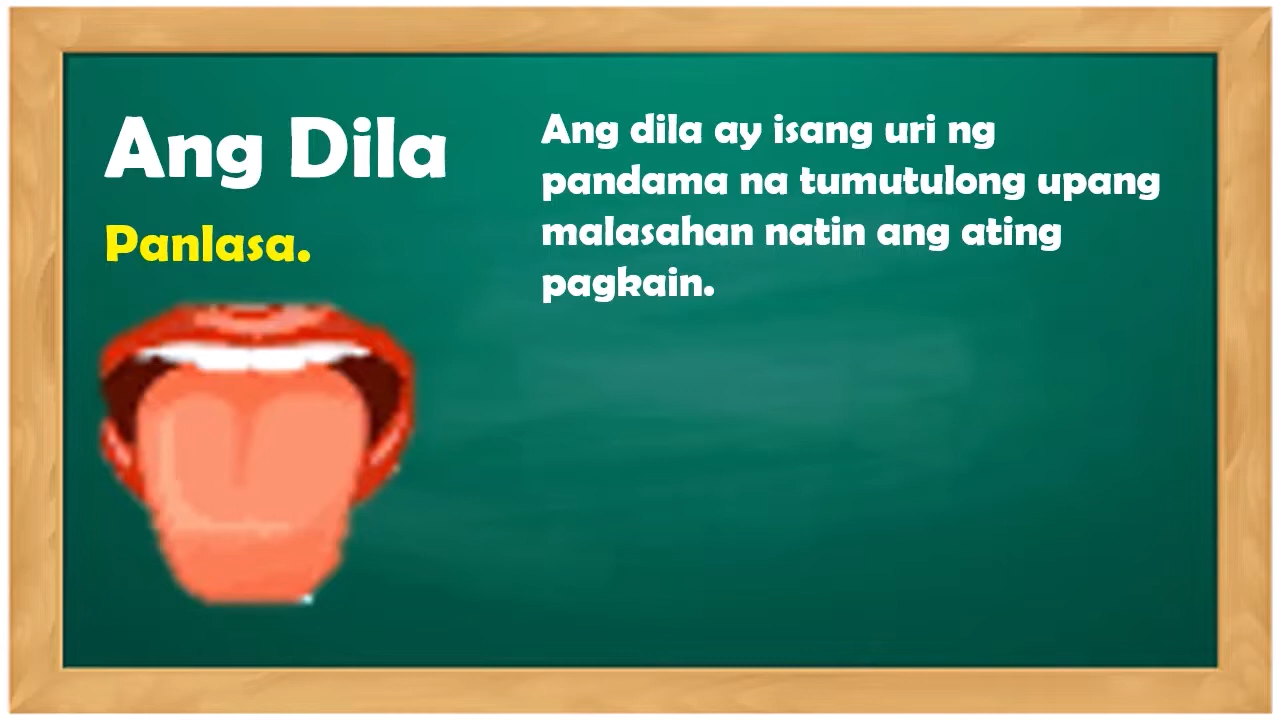 Ang Dila
Panlasa.
Ang dila ay isang uri ng
pandama na tumutulong upang
malasahan natin ang ating
pagkain.